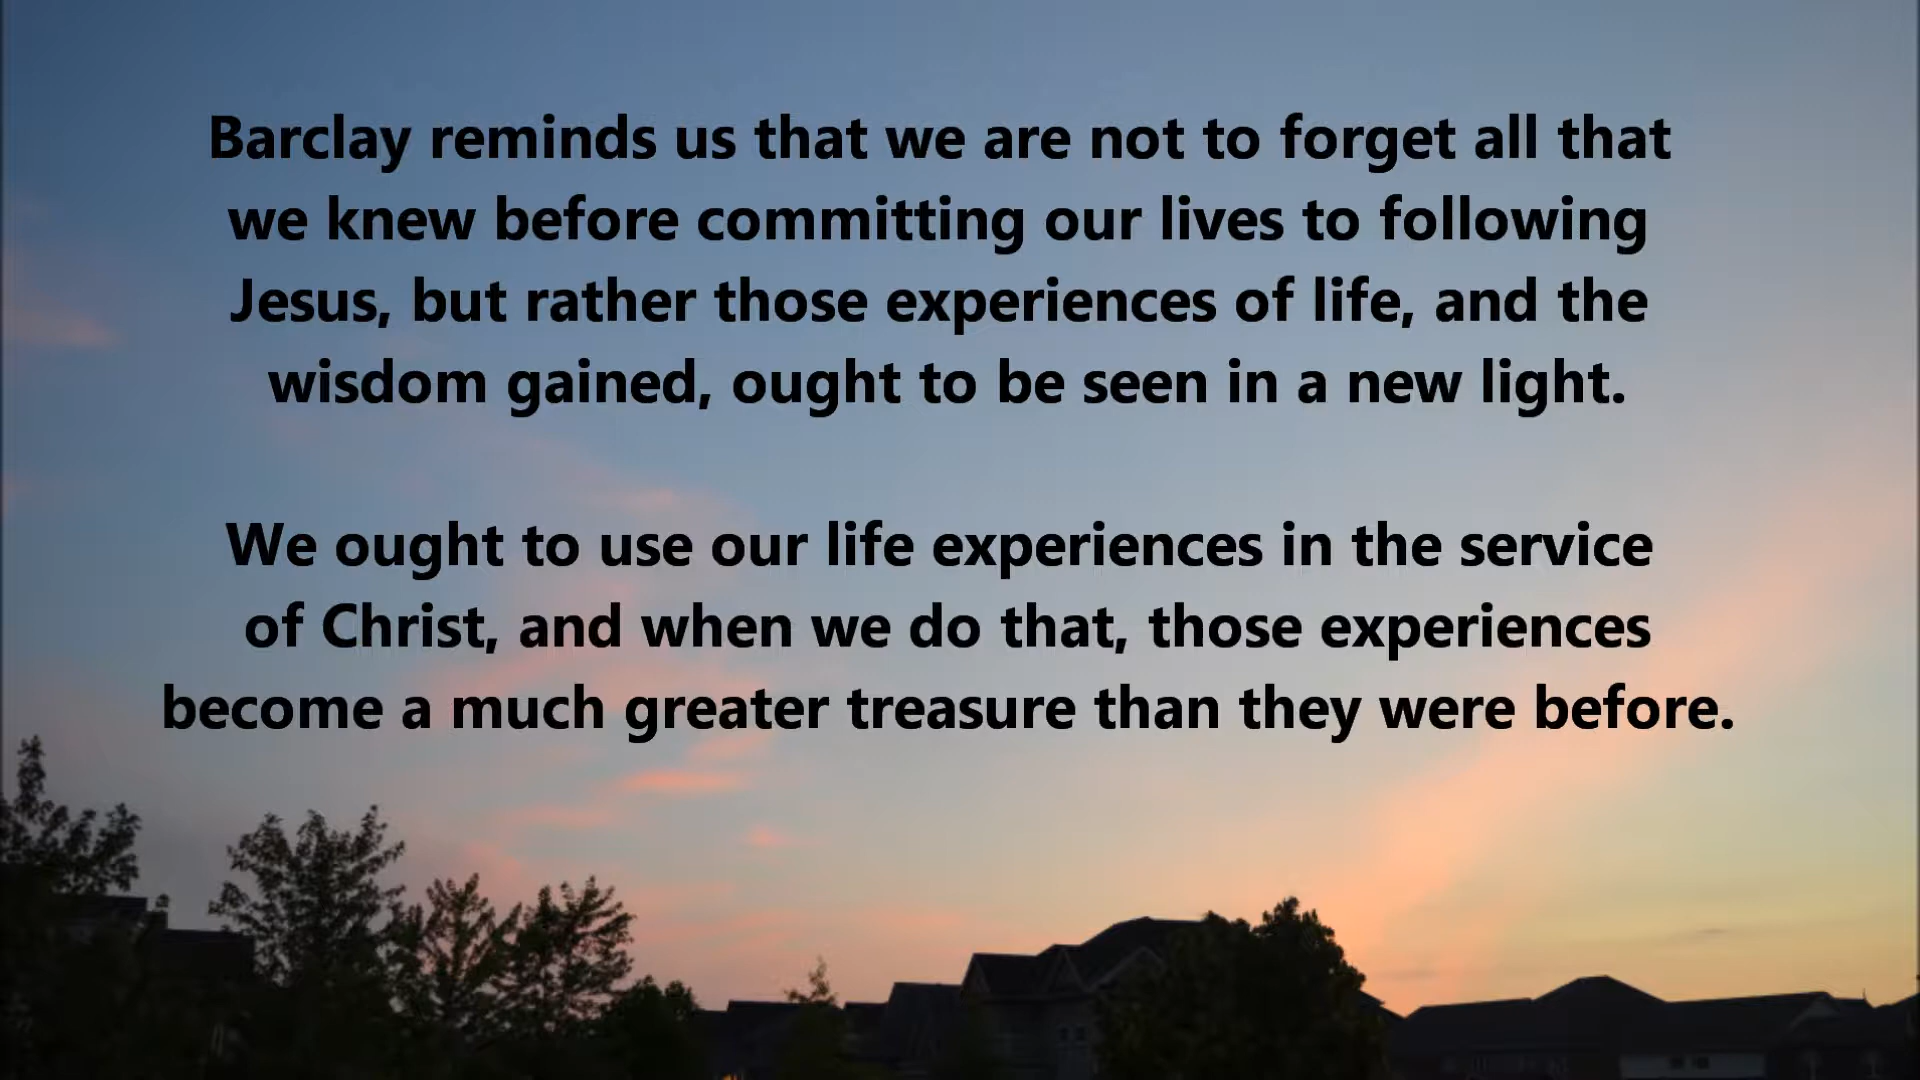 Barclay reminds us that we are not to forget all that
we knew before committing our lives to following
Jesus, but rather those experiences of life, and the
wisdom gained, ought to be seen in a new light.
We ought to use our life experiences in the service
of Christ, and when we do that, those experiences
become a much greater treasure than they were before.